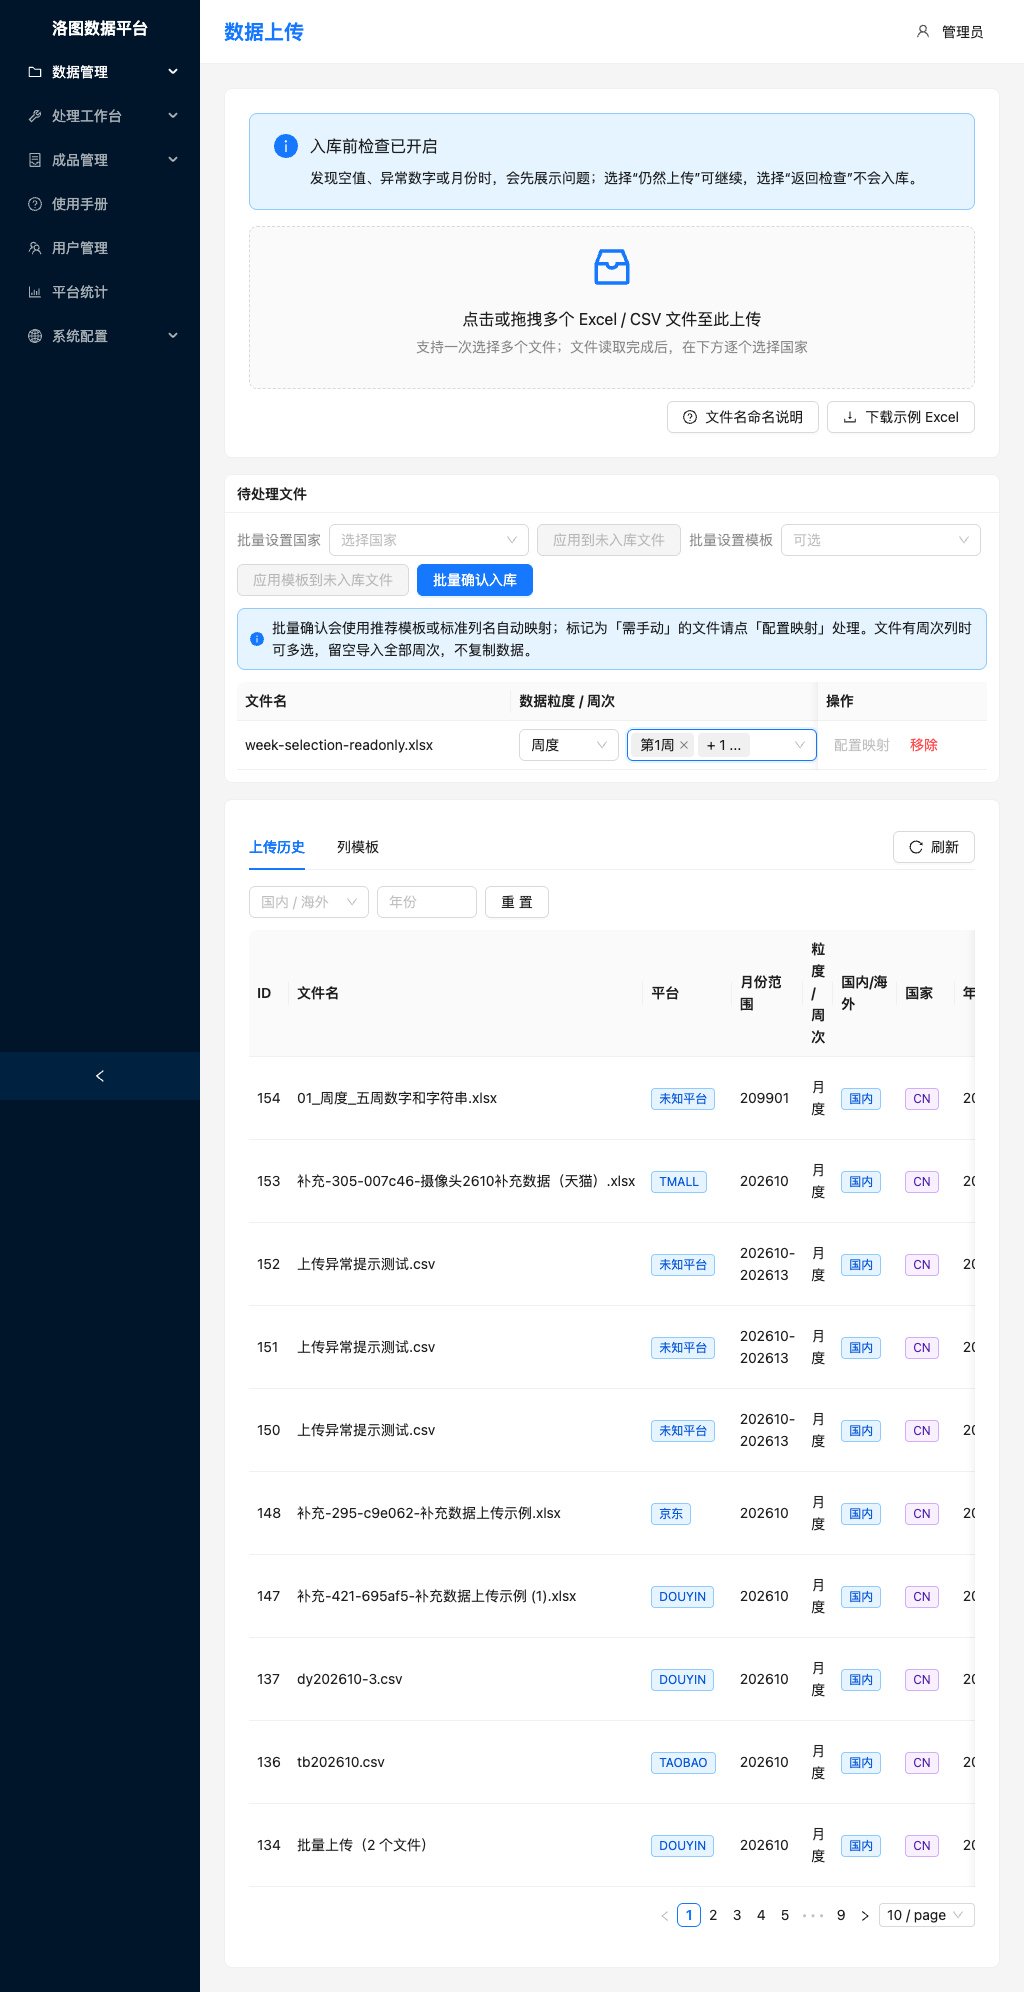 洛图数据平台
数据管理
处理工作台
成品管理
使用手册
用户管理
平台统计
系统配置
数据上传
管理员
入库前检查已开启
发现空值、异常数字或月份时，会先展示问题；选择“仍然上传”可继续，选择“返回检查”不会入库。
点击或拖拽多个 Excel / CSV 文件至此上传
支持一次选择多个文件；文件读取完成后，在下方逐个选择国家
文件名命名说明
下载示例 Excel
待处理文件
批量设置国家 选择国家 应用到未入库文件 批量设置模板 可选
应用模板到未入库文件 批量确认入库
批量确认会使用推荐模板或标准列名自动映射；标记为「需手动」的文件请点「配置映射」处理。文件有周次列时
可多选，留空导入全部周次，不复制数据。
文件名 数据粒度 / 周次 操作
week-selection-readonly.xlsx 周度 第1周 + 1 ... 配置映射 移除
上传历史 列模板 刷新
国内 / 海外 年份 重 置
ID 文件名 平台 月份范围 粒度/周次 国内/海外 国家 年
154 01_周度_五周数字和字符串.xlsx 未知平台 209901 月度 国内 CN 20
153 补充-305-007c46-摄像头2610补充数据（天猫）.xlsx TMALL 202610 月度 国内 CN 20
152 上传异常提示测试.csv 未知平台 202610-202613 月度 国内 CN 20
151 上传异常提示测试.csv 未知平台 202610-202613 月度 国内 CN 20
150 上传异常提示测试.csv 未知平台 202610-202613 月度 国内 CN 20
148 补充-295-c9e062-补充数据上传示例.xlsx 京东 202610 月度 国内 CN 20
147 补充-421-695af5-补充数据上传示例 (1).xlsx DOUYIN 202610 月度 国内 CN 20
137 dy202610-3.csv DOUYIN 202610 月度 国内 CN 20
136 tb202610.csv TAOBAO 202610 月度 国内 CN 20
134 批量上传（2 个文件） DOUYIN 202610 月度 国内 CN 20
1 2 3 4 5 ••• 9 10 / page